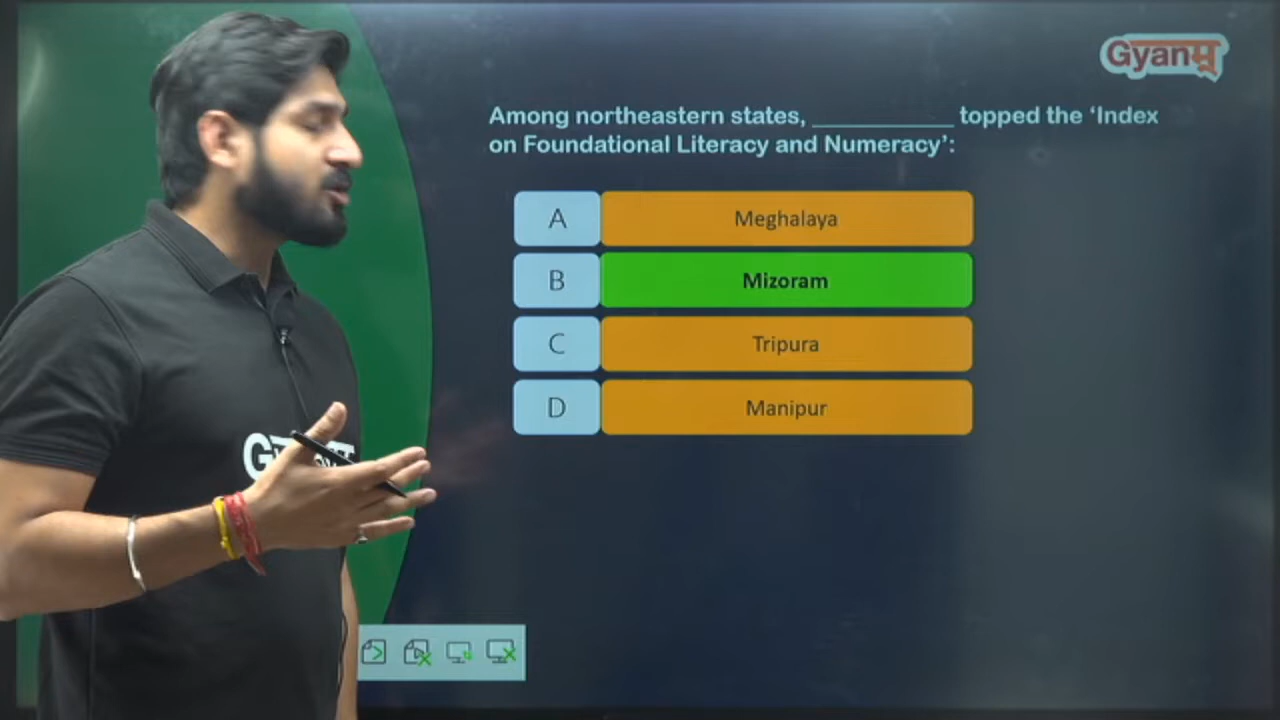 Gyanम्
Among northeastern states, ___________ topped the ‘Index
on Foundational Literacy and Numeracy’:
A Meghalaya
B Mizoram
C Tripura
D Manipur